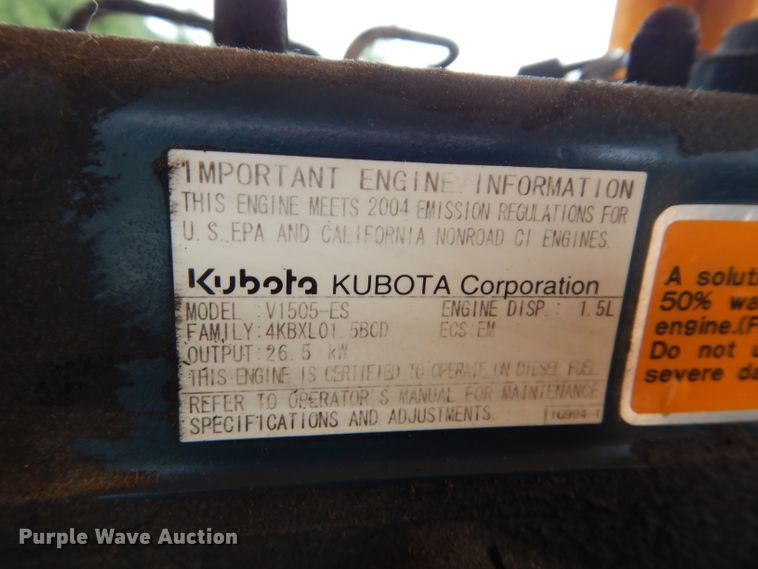 IMPORTANT ENGINE INFORMATION
THIS ENGINE MEETS 2004 EMISSION REGULATIONS FOR
U.S. EPA AND CALIFORNIA NONROAD CI ENGINES.
Kubota KUBOTA Corporation
MODEL :V1505-ES ENGINE DISP.: 1.5L
FAMILY:4KBXL01.5BCD ECS:EM
OUTPUT:26.5 kW
THIS ENGINE IS CERTIFIED TO OPERATE ON DIESEL FUEL
REFER TO OPERATOR S MANUAL FOR MAINTENANCE
SPECIFICATIONS AND ADJUSTMENTS. 1G994-1
A solut
50% wa
engine.(F
Do not
severe da
Purple Wave Auction